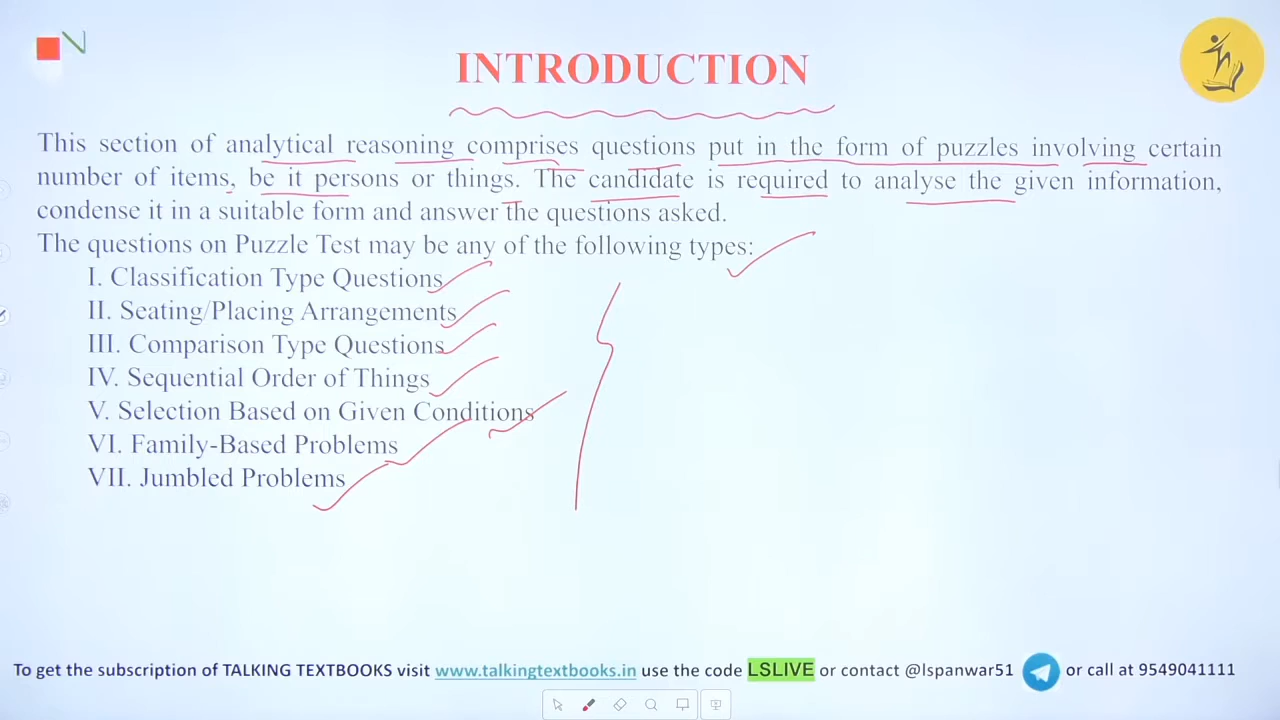 INTRODUCTION
This section of analytical reasoning comprises questions put in the form of puzzles involving certain
number of items, be it persons or things. The candidate is required to analyse the given information,
condense it in a suitable form and answer the questions asked.
The questions on Puzzle Test may be any of the following types:
I. Classification Type Questions
II. Seating/Placing Arrangements
III. Comparison Type Questions
IV. Sequential Order of Things
V. Selection Based on Given Conditions
VI. Family-Based Problems
VII. Jumbled Problems
To get the subscription of TALKING TEXTBOOKS visit www.talkingtextbooks.in use the code LSLIVE or contact @lspanwar51 or call at 9549041111